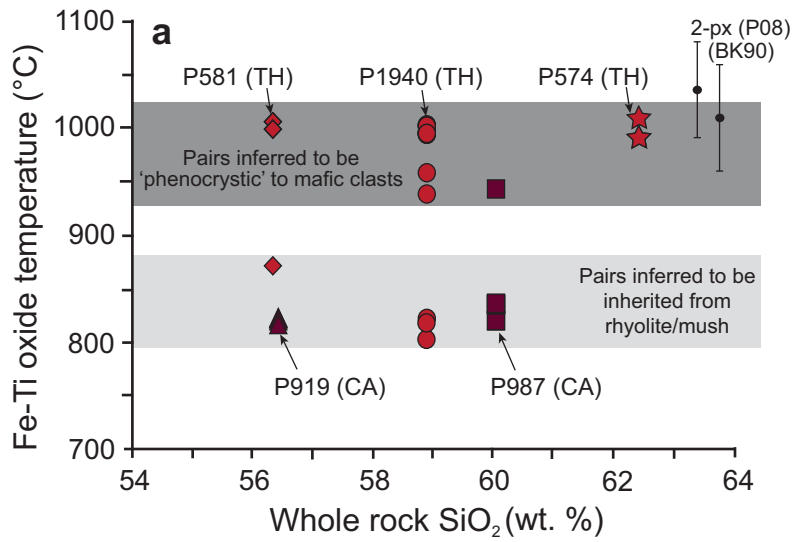 a
2-px (P08)
(BK90)
P581 (TH)
P1940 (TH)
P574 (TH)
Pairs inferred to be
‘phenocrystic’ to mafic clasts
Pairs inferred to be
inherited from
rhyolite/mush
P919 (CA)
P987 (CA)
Fe-Ti oxide temperature (°C)
1100
1000
900
800
700
54
56
58
60
62
64
Whole rock SiO₂ (wt. %)